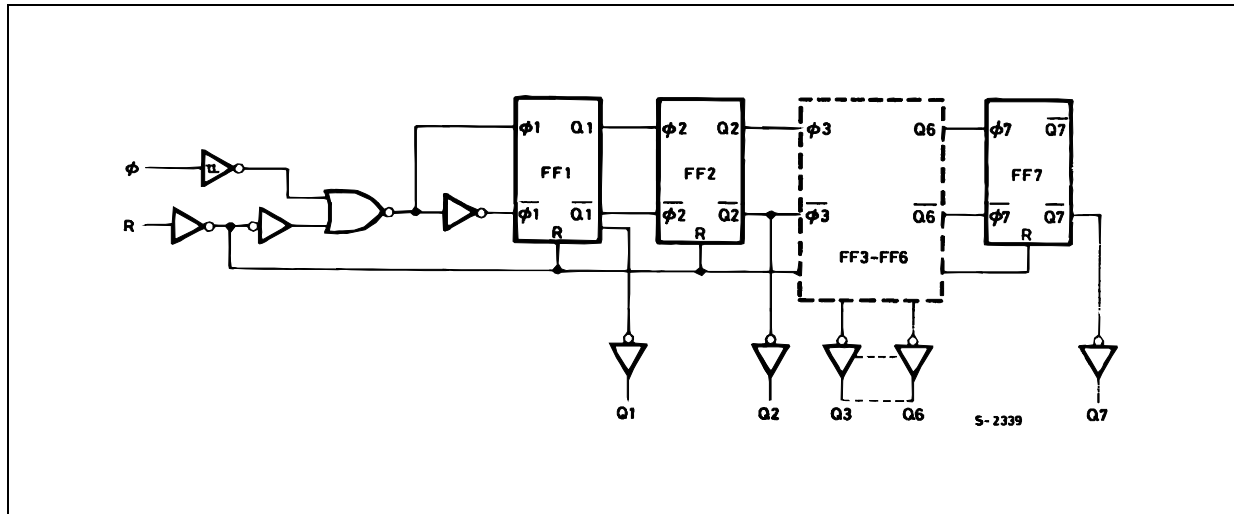 ϕ1 Q1 ϕ2 Q2 ϕ3 Q6 ϕ7 Q̅7̅
ϕ
FF1 FF2 FF7
R
ϕ̅1̅ Q̅1̅ ϕ̅2̅ Q̅2̅ ϕ̅3̅ Q̅6̅ ϕ̅7̅ Q̅7̅
R R R
FF3~FF6
Q1 Q2 Q3 Q6 Q7
S-2339